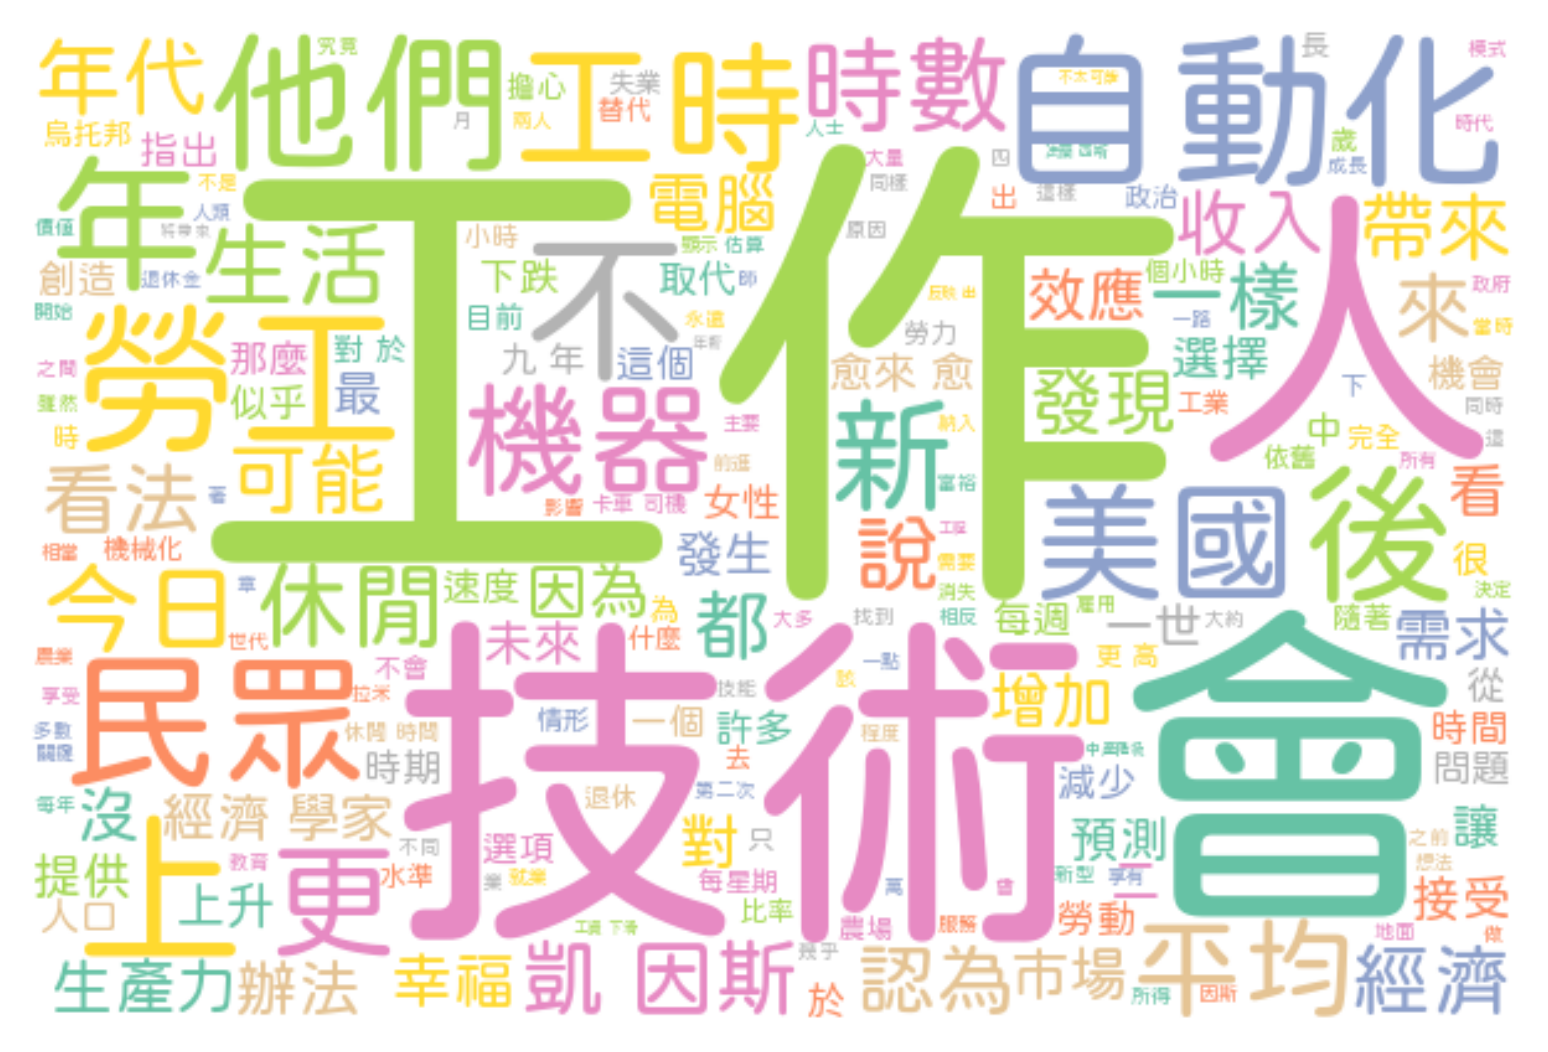 年代
他們
究竟
工時
擔心
失業
替代
月
兩人
時數
人士
自動化
不太可能
長
模式
時代
歲
成長
烏托邦
指出
年
不是
人類
價值
生活
創造
退休金
開始
工作
電腦
大量
同樣
四
出
這樣
政治
收入
人
帶來
小時
顯示
估算
原因
下跌
不
取代
師
目前
永遠
九年
這個
反映出
勞力
愈來愈
效應
個小時
一樣
一路
選擇
來
政府
當時
機會
同時
下
這
勞工
那麼
對於
似乎
最
之間
雖然
時
可能
機器
主要
新
納入
發現
工業
中
完全
依舊
所有
看
看法
相當
機械化
前進
影響
卡車司機
女性
富裕
工程
說
需要
消失
美國
後
很
決定
今日
世代
休閒
速度
因為
為
發生
都
大多
找到
相反
每週
雇用
一世
大約
隨著
需求
農業
享受
民眾
拉米
不會
未來
什麼
技術
技能
一點
該
更高
會
從
多數
關鍵
休閒時間
時期
情形
一個
許多
去
程度
增加
中產階級
減少
時間
問題
每年
沒
經濟學家
退休
第二次
對
只
預測
之前
讓
想法
提供
上
教育
不同
水準
選項
業
就業
每星期
萬
曾
新型
享有
二
接受
人口
上升
更
比率
工資下滑
農場
服務
勞動
地面
做
生產力
辦法
幸福
凱因斯
幾乎
於
認為
市場
平均
所得
因斯
經濟